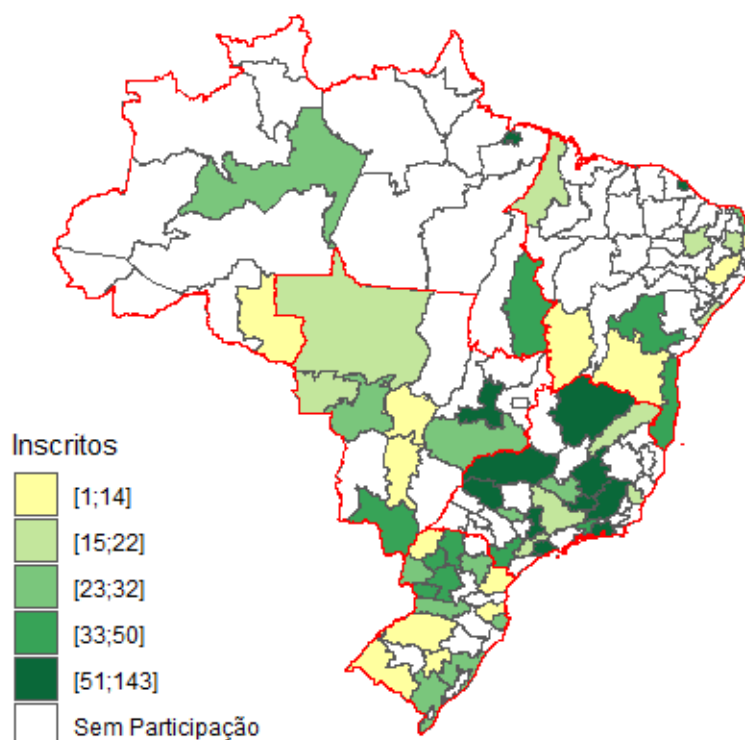 Inscritos
[1;14]
[15;22]
[23;32]
[33;50]
[51;143]
Sem Participação